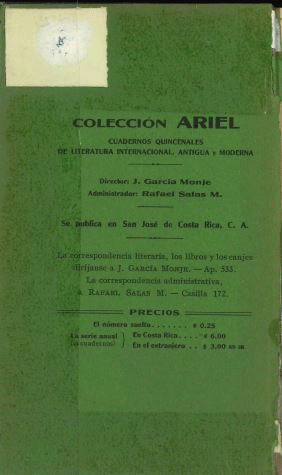 COLECCIÓN ARIEL
CUADERNOS QUINCENALES
DE LITERATURA INTERNACIONAL, ANTIGUA y MODERNA
Director: J. García Monje
Administrador: Rafael Salas M.
Se publica en San José de Costa Rica, C. A.
La correspondencia literaria, los libros y los canjes
diríjanse a J. GARCÍA MONJE. — Ap. 533.
La correspondencia administrativa,
a RAFAEL SALAS M. — Casilla 172.
PRECIOS
El número suelto....... ¢ 0.25
La serie anual En Costa Rica.... ¢ 6.00
cuadernos) En el extranjero.. $ 3.00